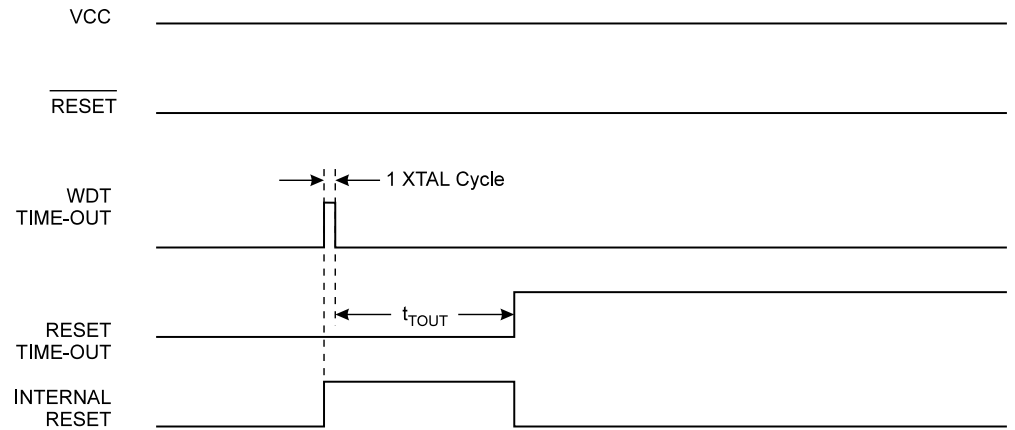 VCC
RESET
1 XTAL Cycle
WDT
TIME-OUT
tTOUT
RESET
TIME-OUT
INTERNAL
RESET